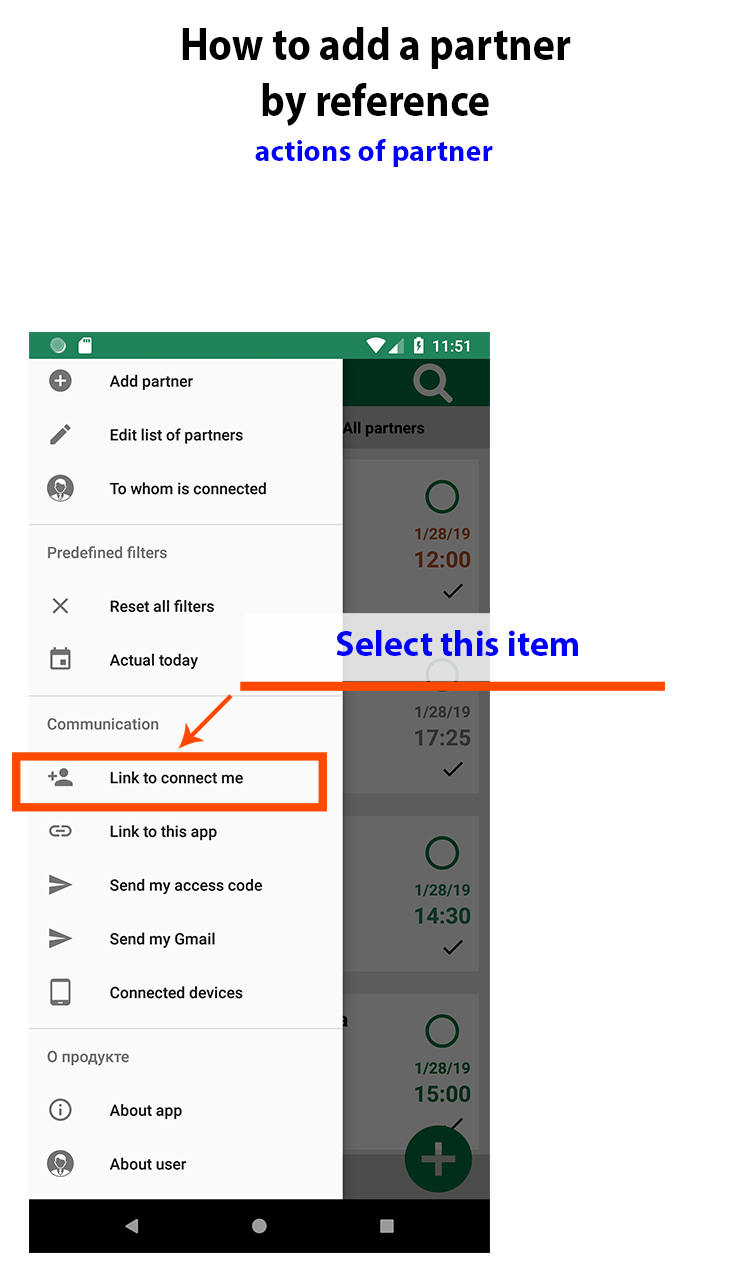 How to add a partner
by reference
actions of partner
11:51
Add partner
All partners
Edit list of partners
To whom is connected
1/28/19
12:00
Predefined filters
Reset all filters
Select this item
Actual today
1/28/19
17:25
Communication
Link to connect me
Link to this app
Send my access code
1/28/19
14:30
Send my Gmail
Connected devices
a
О продукте
1/28/19
15:00
About app
About user